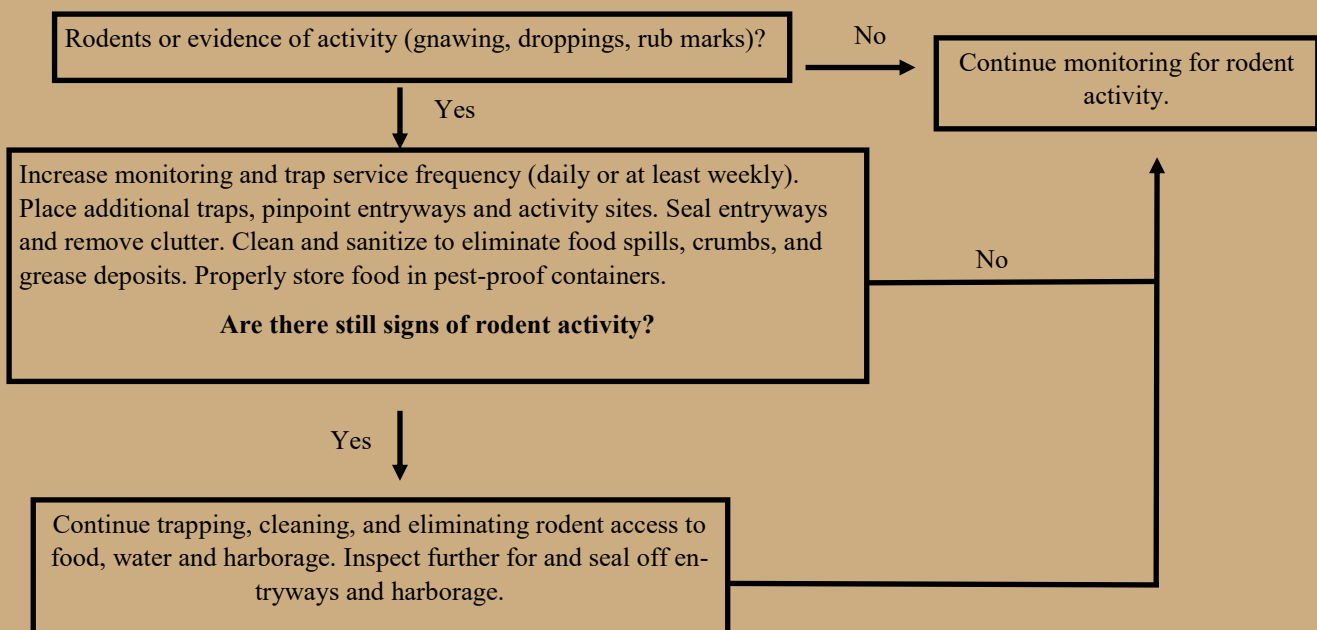 Rodents or evidence of activity (gnawing, droppings, rub marks)?
No
Continue monitoring for rodent
activity.
Yes
Increase monitoring and trap service frequency (daily or at least weekly).
Place additional traps, pinpoint entryways and activity sites. Seal entryways
and remove clutter. Clean and sanitize to eliminate food spills, crumbs, and
grease deposits. Properly store food in pest-proof containers.
Are there still signs of rodent activity?
No
Yes
Continue trapping, cleaning, and eliminating rodent access to
food, water and harborage. Inspect further for and seal off en-
tryways and harborage.